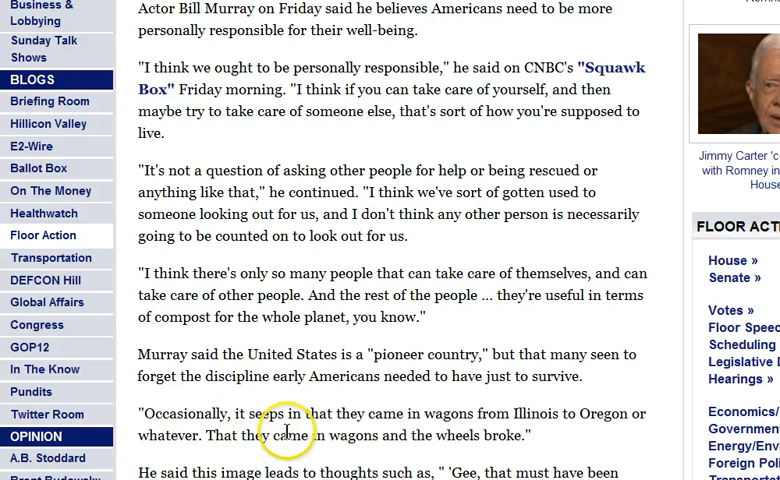 Business &
Lobbying
Sunday Talk
Shows
BLOGS
Briefing Room
Hillicon Valley
E2-Wire
Ballot Box
On The Money
Healthwatch
Floor Action
Transportation
DEFCON Hill
Global Affairs
Congress
GOP12
In The Know
Pundits
Twitter Room
OPINION
A.B. Stoddard
Brent Budowsky
Actor Bill Murray on Friday said he believes Americans need to be more
personally responsible for their well-being.
"I think we ought to be personally responsible," he said on CNBC's "Squawk
Box" Friday morning. "I think if you can take care of yourself, and then
maybe try to take care of someone else, that's sort of how you're supposed to
live.
"It's not a question of asking other people for help or being rescued or
anything like that," he continued. "I think we've sort of gotten used to
someone looking out for us, and I don't think any other person is necessarily
going to be counted on to look out for us.
"I think there's only so many people that can take care of themselves, and can
take care of other people. And the rest of the people ... they're useful in terms
of compost for the whole planet, you know."
Murray said the United States is a "pioneer country," but that many seen to
forget the discipline early Americans needed to have just to survive.
"Occasionally, it seeps in that they came in wagons from Illinois to Oregon or
whatever. That they came in wagons and the wheels broke."
He said this image leads to thoughts such as, " 'Gee, that must have been
Jimmy Carter 'c
with Romney in
House
FLOOR ACT
House »
Senate »
Votes »
Floor Speec
Scheduling
Legislative D
Hearings »
Economics/
Government
Energy/Env
Foreign Poli